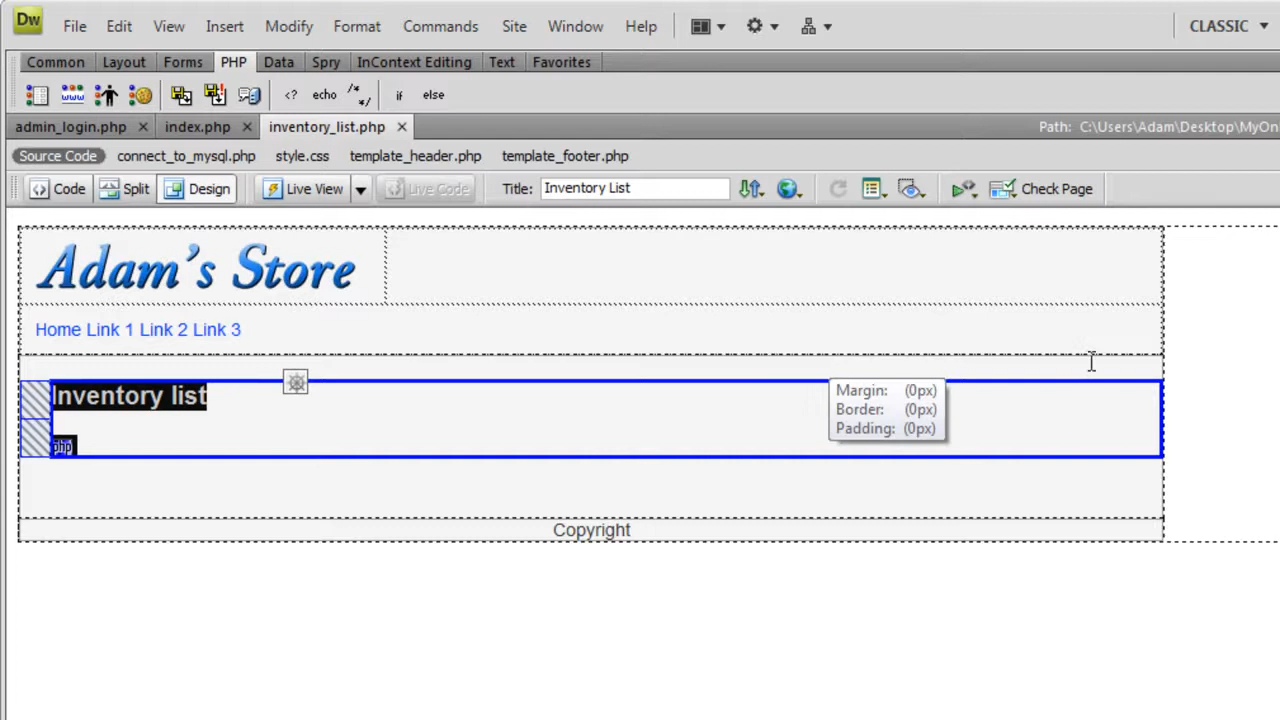 Dw File Edit View Insert Modify Format Commands Site Window Help CLASSIC
Common Layout Forms PHP Data Spry InContext Editing Text Favorites
<? echo /* */ if else
admin_login.php index.php inventory_list.php Path: C:\Users\Adam\Desktop\MyOn
Source Code connect_to_mysql.php style.css template_header.php template_footer.php
Code Split Design Live View Live Code Title: Inventory List Check Page
Adam's Store
Home Link 1 Link 2 Link 3
Inventory list
Margin: (0px)
Border: (0px)
Padding: (0px)
php
Copyright